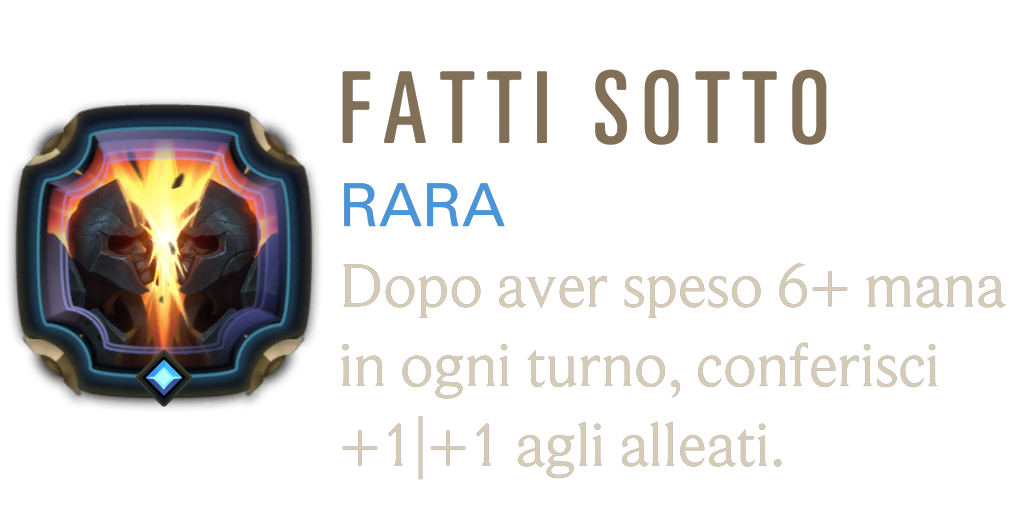 FATTI SOTTO
RARA
Dopo aver speso 6+ mana
in ogni turno, conferisci
+1|+1 agli alleati.